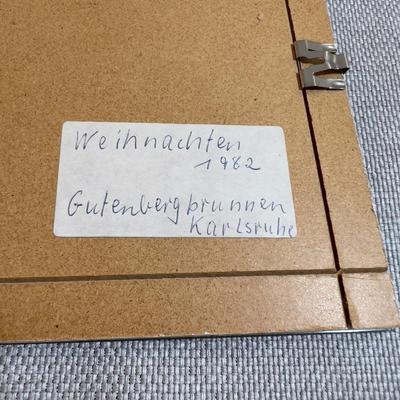 Weihnachten
1982
Gutenbergbrunnen
Karlsruhe